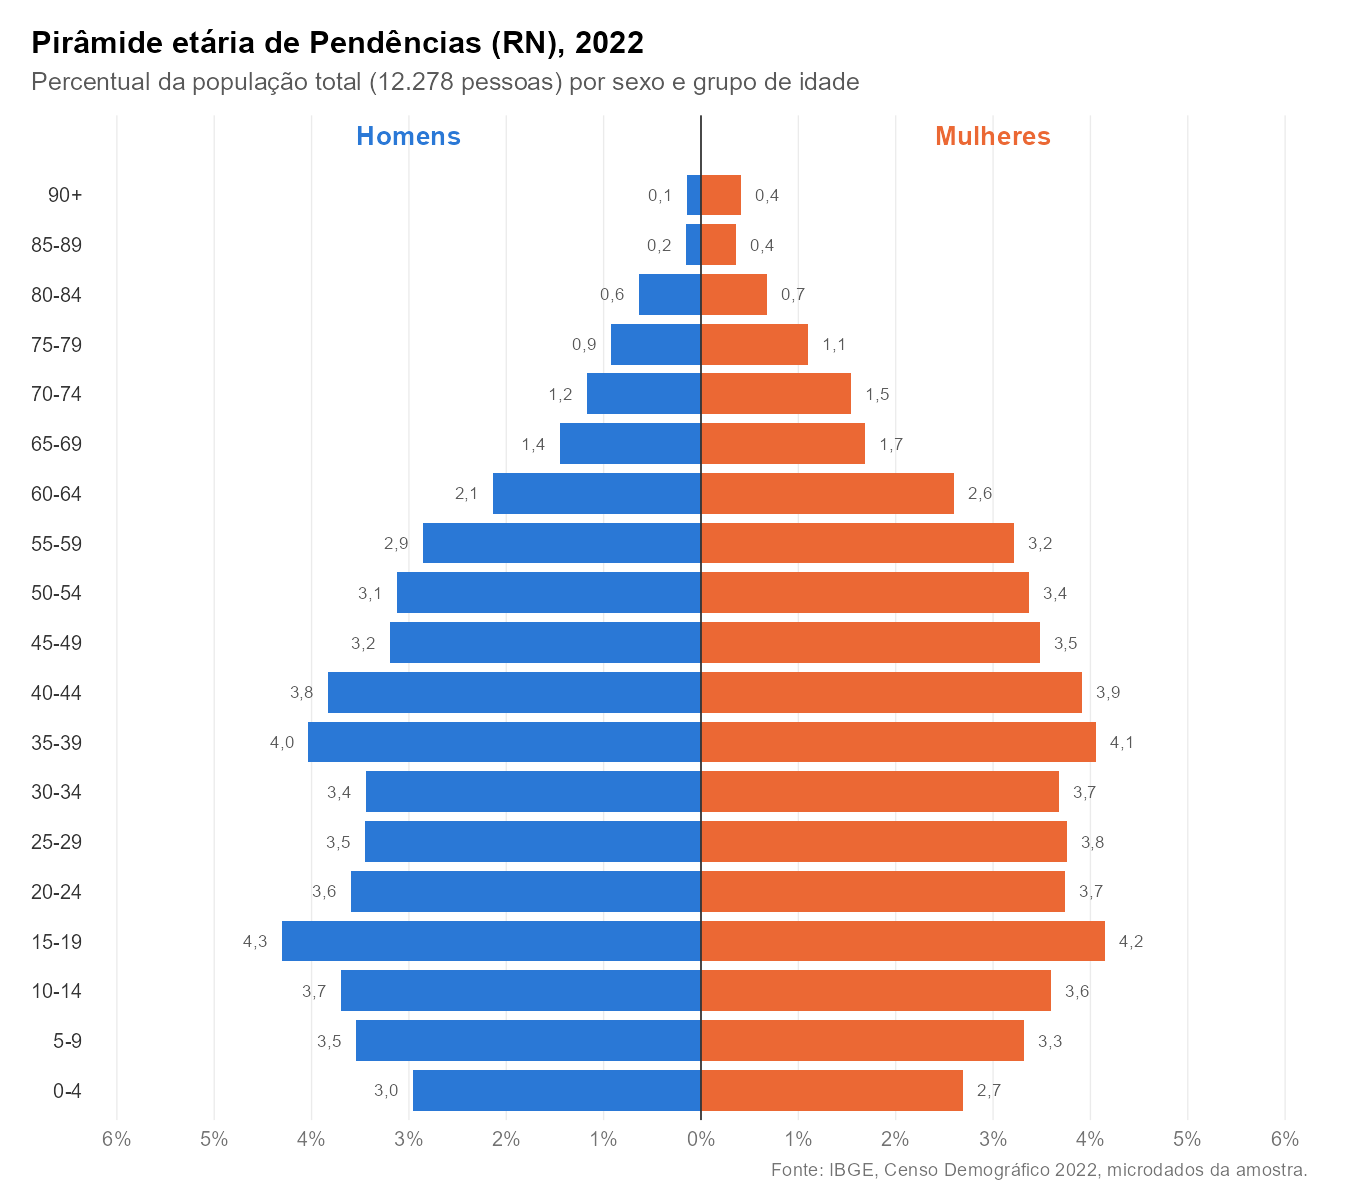 Pirâmide etária de Pendências (RN), 2022
Percentual da população total (12.278 pessoas) por sexo e grupo de idade
Homens Mulheres
90+ 0,1 0,4
85-89 0,2 0,4
80-84 0,6 0,7
75-79 0,9 1,1
70-74 1,2 1,5
65-69 1,4 1,7
60-64 2,1 2,6
55-59 2,9 3,2
50-54 3,1 3,4
45-49 3,2 3,5
40-44 3,8 3,9
35-39 4,0 4,1
30-34 3,4 3,7
25-29 3,5 3,8
20-24 3,6 3,7
15-19 4,3 4,2
10-14 3,7 3,6
5-9 3,5 3,3
0-4 3,0 2,7
6% 5% 4% 3% 2% 1% 0% 1% 2% 3% 4% 5% 6%
Fonte: IBGE, Censo Demográfico 2022, microdados da amostra.